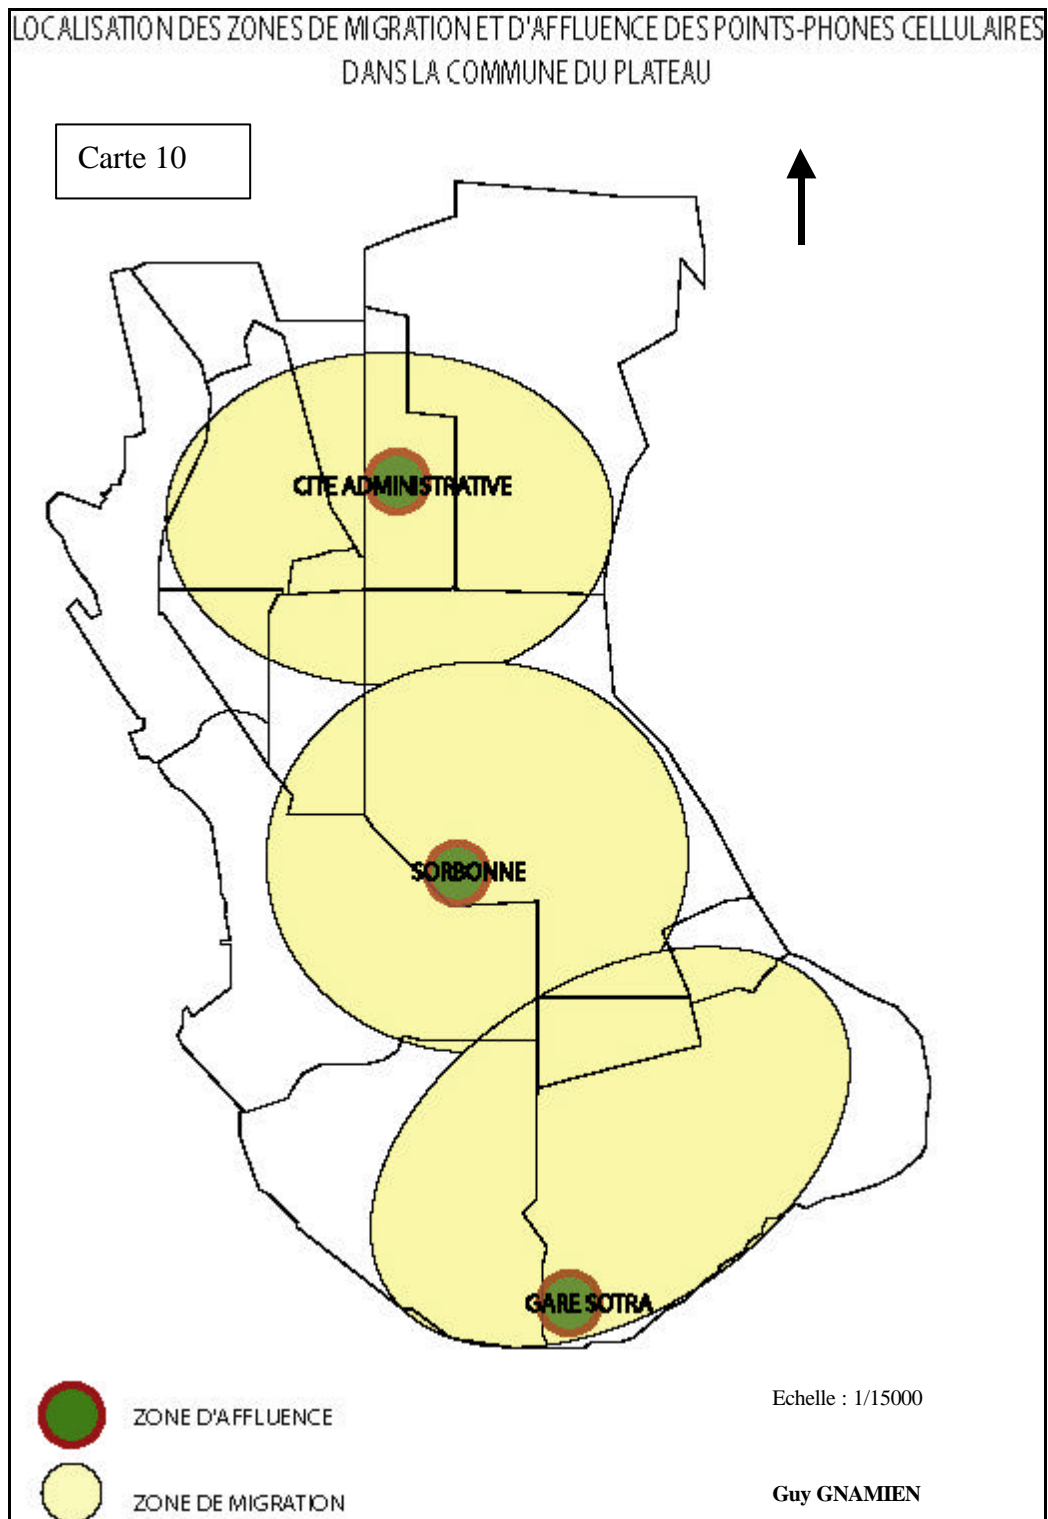 LOCALISATION DES ZONES DE MIGRATION ET D'AFFLUENCE DES POINTS-PHONES CELLULAIRES
DANS LA COMMUNE DU PLATEAU
Carte 10
CITE ADMINISTRATIVE
SORBONNE
GARE SOTRA
ZONE D'AFFLUENCE
Echelle : 1/15000
ZONE DE MIGRATION
Guy GNAMIEN